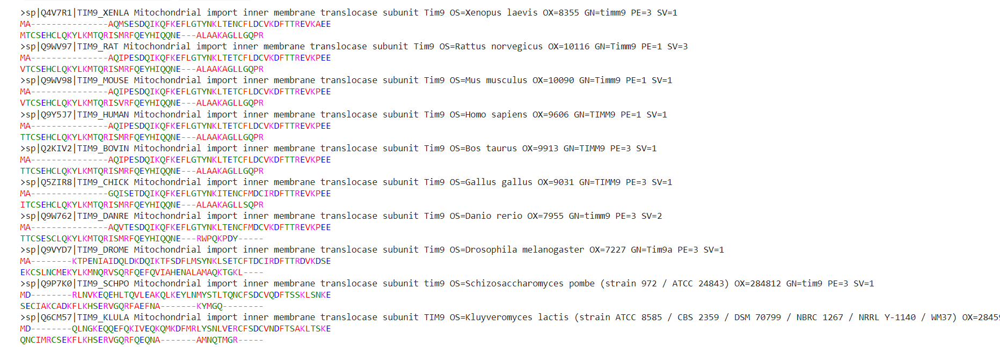 >sp|Q4V7R1|TIM9_XENLA Mitochondrial import inner membrane translocase subunit Tim9 OS=Xenopus laevis OX=8355 GN=timm9 PE=3 SV=1
MA---------------AQMSESDQIKQFKEFLGTYNKLTENCFLDCVKDFTTREVKAEE
MTCSEHCLQKYLKMTQRISMRFQEYHIQQNE---ALAAKAGLLGQPR
>sp|Q9WV97|TIM9_RAT Mitochondrial import inner membrane translocase subunit Tim9 OS=Rattus norvegicus OX=10116 GN=Timm9 PE=1 SV=3
MA---------------AQIPESDQIKQFKEFLGTYNKLTETCFLDCVKDFTTREVKPEE
VTCSEHCLQKYLKMTQRISMRFQEYHIQQNE---ALAAKAGLLGQPR
>sp|Q9WV98|TIM9_MOUSE Mitochondrial import inner membrane translocase subunit Tim9 OS=Mus musculus OX=10090 GN=Timm9 PE=1 SV=1
MA---------------AQIPESDQIKQFKEFLGTYNKLTETCFLDCVKDFTTREVKPEE
VTCSEHCLQKYLKMTQRISVRFQEYHIQQNE---ALAAKAGLLGQPR
>sp|Q9Y5J7|TIM9_HUMAN Mitochondrial import inner membrane translocase subunit Tim9 OS=Homo sapiens OX=9606 GN=TIMM9 PE=1 SV=1
MA---------------AQIPESDQIKQFKEFLGTYNKLTETCFLDCVKDFTTREVKPEE
TTCSEHCLQKYLKMTQRISMRFQEYHIQQNE---ALAAKAGLLGQPR
>sp|Q2KIV2|TIM9_BOVIN Mitochondrial import inner membrane translocase subunit Tim9 OS=Bos taurus OX=9913 GN=TIMM9 PE=3 SV=1
MA---------------AQIPESDQIKQFKEFLGTYNKLTETCFLDCVKDFTTREVKPEE
TTCSEHCLQKYLKMTQRISMRFQEYHIQQNE---ALAAKAGLLGQPR
>sp|Q5ZIR8|TIM9_CHICK Mitochondrial import inner membrane translocase subunit Tim9 OS=Gallus gallus OX=9031 GN=TIMM9 PE=3 SV=1
MA---------------GQISETDQIKQFKEFLGTYNKITENCFMDCIRDFTTREVKPEE
ITCSEHCLQKYLKMTQRISMRFQEYHIQQNE---ALAAKAGLLSQPR
>sp|Q9W762|TIM9_DANRE Mitochondrial import inner membrane translocase subunit Tim9 OS=Danio rerio OX=7955 GN=timm9 PE=3 SV=2
MA---------------AQVTESDQIKQFKEFLGTYNKLTENCFMDCVKDFTTREVKPEE
TTCSESCLQKYLKMTQRISMRFQEYHIQQNE---RWPQKPDY-----
>sp|Q9VYD7|TIM9_DROME Mitochondrial import inner membrane translocase subunit Tim9 OS=Drosophila melanogaster OX=7227 GN=Tim9a PE=3 SV=1
MA--------KTPENIAIDQLDKDQIKTFSDFLMSYNKLSETCFTDCIRDFTTRDVKDSE
EKCSLNCMEKYLKMNQRVSQRFQEFQVIAHENALAMAQKTGKL----
>sp|Q9P7K0|TIM9_SCHPO Mitochondrial import inner membrane translocase subunit tim9 OS=Schizosaccharomyces pombe (strain 972 / ATCC 24843) OX=284812 GN=tim9 PE=3 SV=1
MD--------RLNVKEQEHLTQVLEAKQLKEYLNMYSTLTQNCFSDCVQDFTSSKLSNKE
SECIAKCADKFLKHSERVGQRFAEFNA-------KYMGQ--------
>sp|Q6CM57|TIM9_KLULA Mitochondrial import inner membrane translocase subunit TIM9 OS=Kluyveromyces lactis (strain ATCC 8585 / CBS 2359 / DSM 70799 / NBRC 1267 / NRRL Y-1140 / WM37) OX=28459
MD--------QLNGKEQQEFQKIVEQKQMKDFMRLYSNLVERCFSDCVNDFTSAKLTSKE
QNCIMRCSEKFLKHSERVGQRFQEQNA-------AMNQTMGR-----